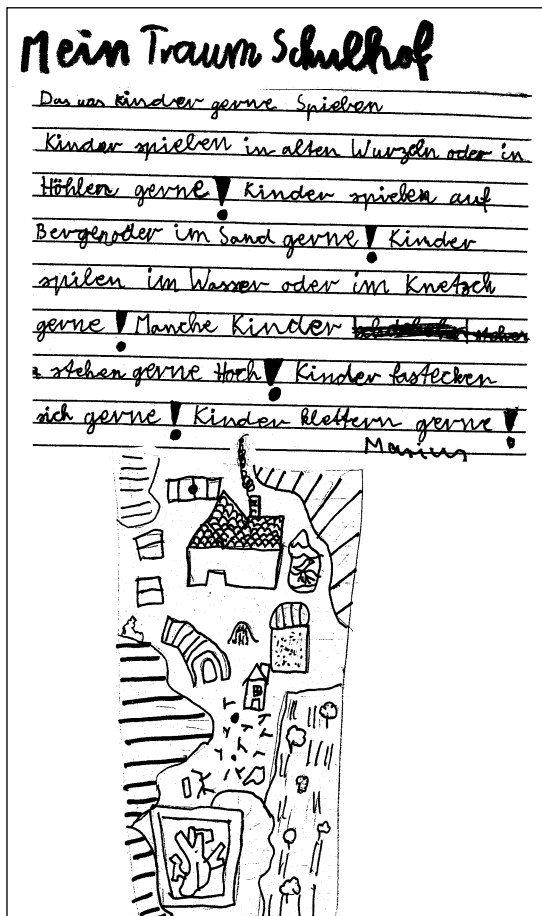 Mein Traum Schulhof
Das was Kinder gerne Spielen
Kinder spielen in alten Wurzeln oder in
Höhlen gerne! Kinder spielen auf
Bergenoder im Sand gerne! Kinder
spilen im Wasser oder im Knetsch
gerne! Manche Kinder
stehen gerne Hoch! Kinder fastecken
sich gerne! Kinder klettern gerne!
Marius